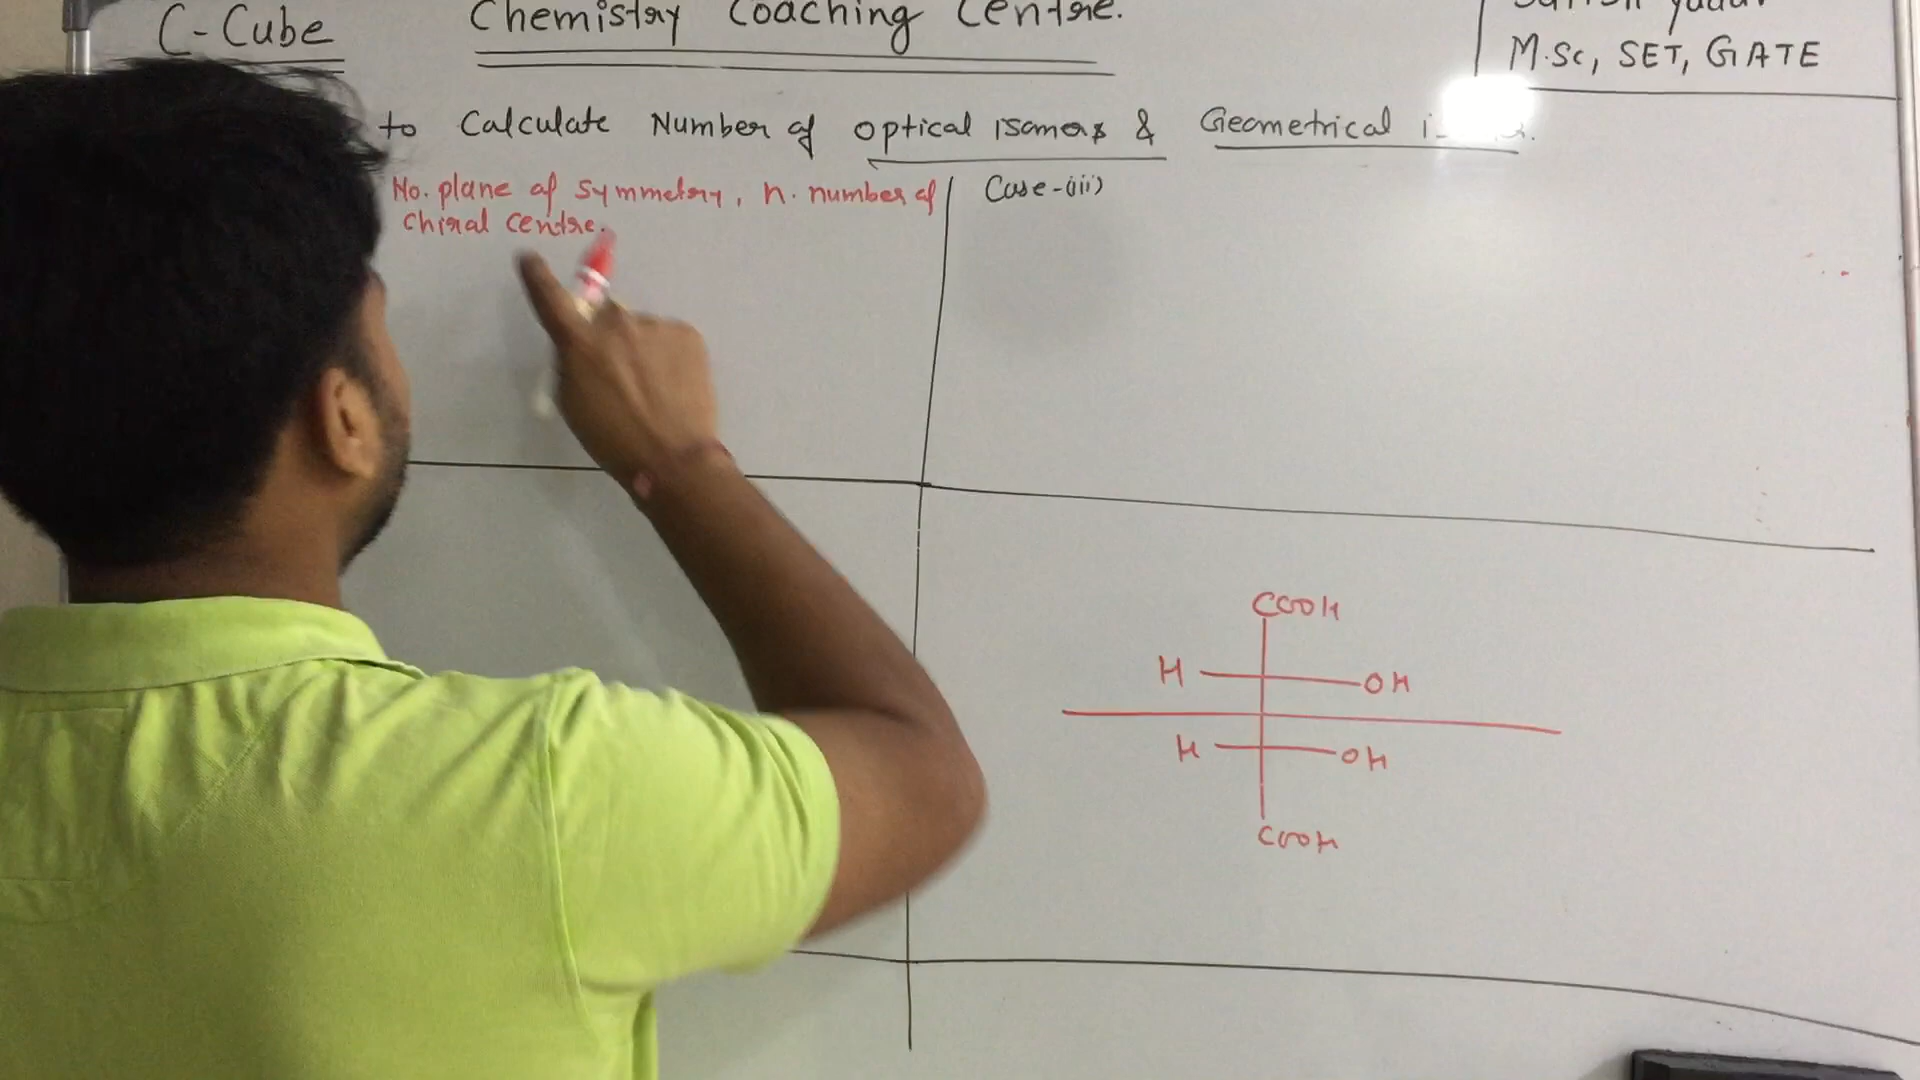 C-Cube
Chemistry Coaching Centre.
M.Sc, SET, GATE
to Calculate Number of optical isomers & Geometrical
No. plane of symmetry, n. number of
chiral centre.
Case-(iii)
COOH
H OH
H OH
COOH